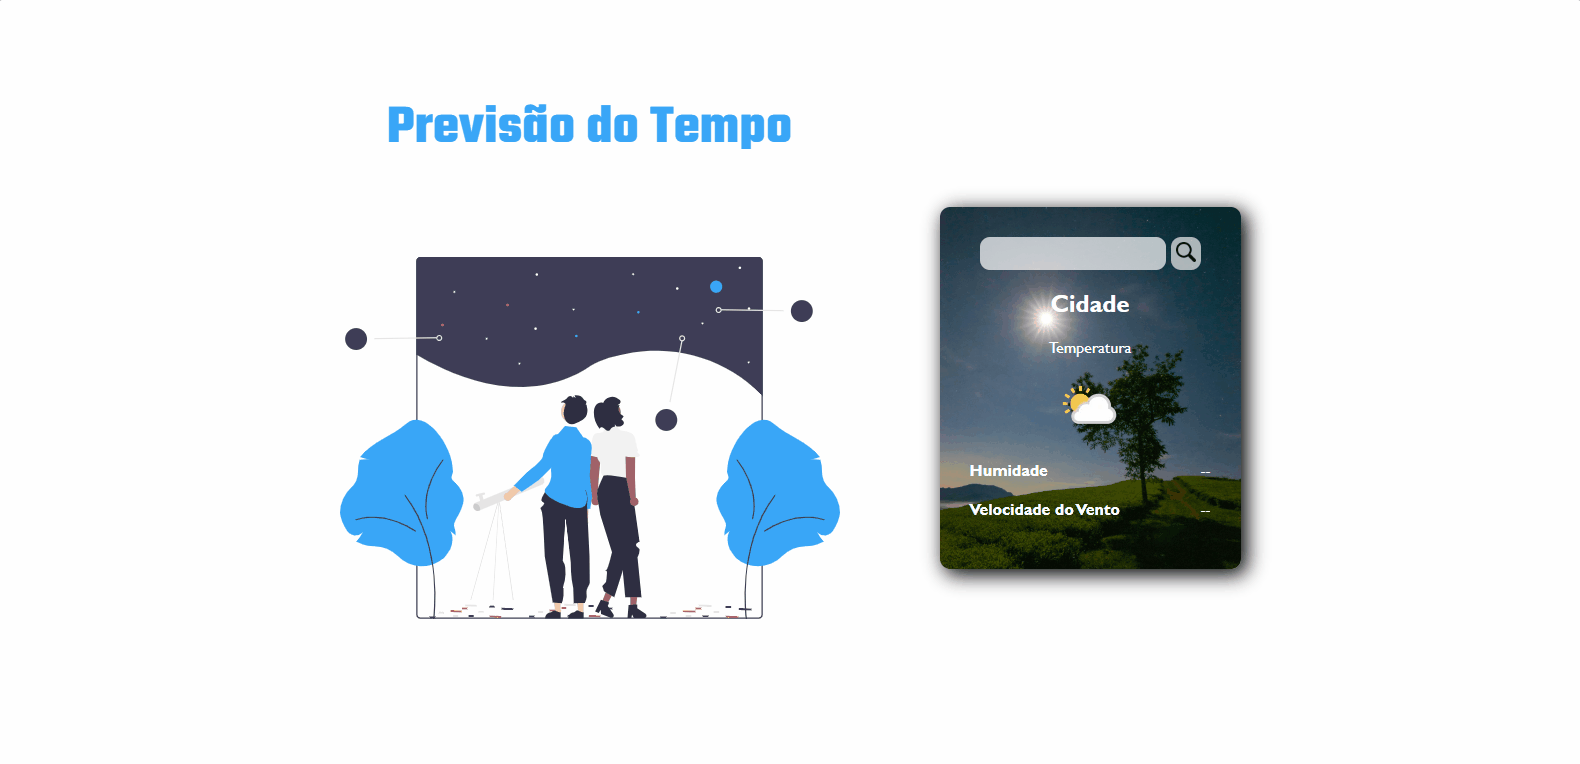 Previsão do Tempo
Cidade
Temperatura
Humidade --
Velocidade do Vento --